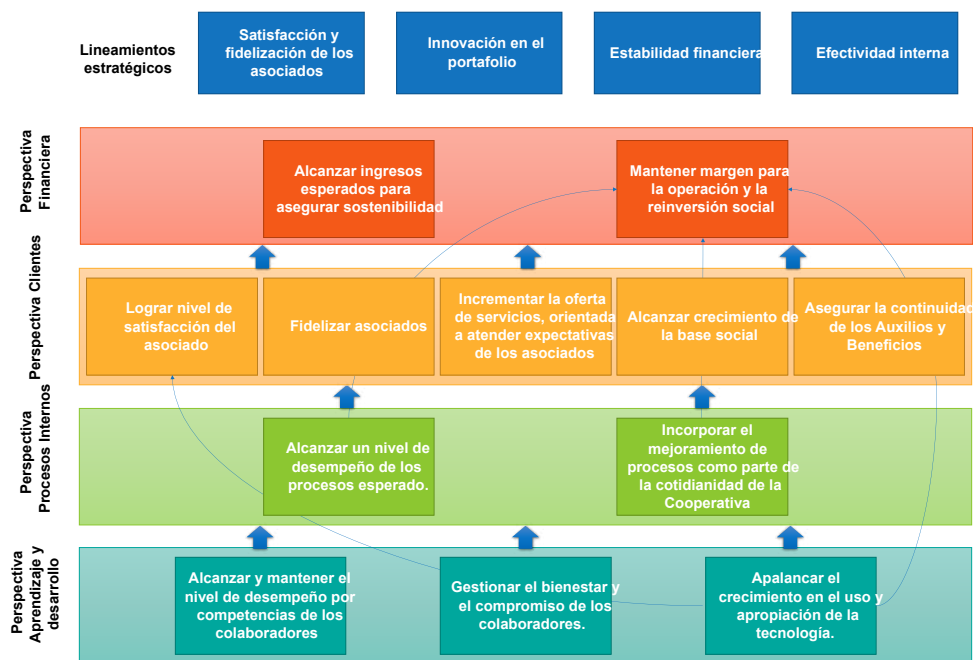 Lineamientos
estratégicos
Satisfacción y
fidelización de los
asociados
Innovación en el
portafolio
Estabilidad financiera
Efectividad interna
Perspectiva
Financiera
Alcanzar ingresos
esperados para
asegurar sostenibilidad
Mantener margen para
la operación y la
reinversión social
Perspectiva Clientes
Lograr nivel de
satisfacción del
asociado
Fidelizar asociados
Incrementar la oferta
de servicios, orientada
a atender expectativas
de los asociados
Alcanzar crecimiento de
la base social
Asegurar la continuidad
de los Auxilios y
Beneficios
Perspectiva
Procesos Internos
Alcanzar un nivel de
desempeño de los
procesos esperado.
Incorporar el
mejoramiento de
procesos como parte de
la cotidianidad de la
Cooperativa
Perspectiva
Aprendizaje y
desarrollo
Alcanzar y mantener el
nivel de desempeño por
competencias de los
colaboradores
Gestionar el bienestar y
el compromiso de los
colaboradores.
Apalancar el
crecimiento en el uso y
apropiación de la
tecnología.